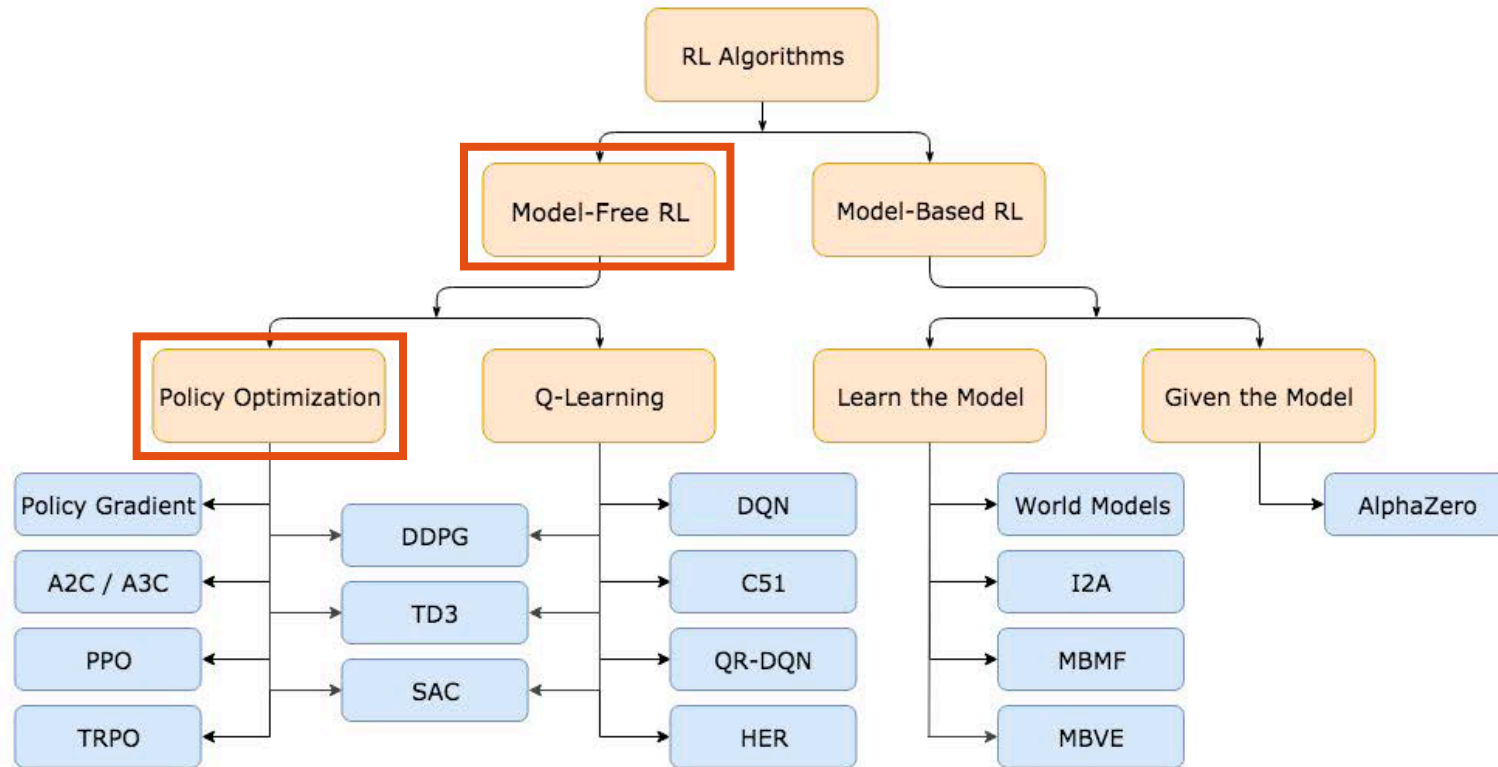 RL Algorithms
Model-Free RL
Model-Based RL
Policy Optimization
Q-Learning
Learn the Model
Given the Model
Policy Gradient
DQN
World Models
AlphaZero
DDPG
A2C / A3C
C51
I2A
TD3
PPO
QR-DQN
MBMF
SAC
TRPO
HER
MBVE